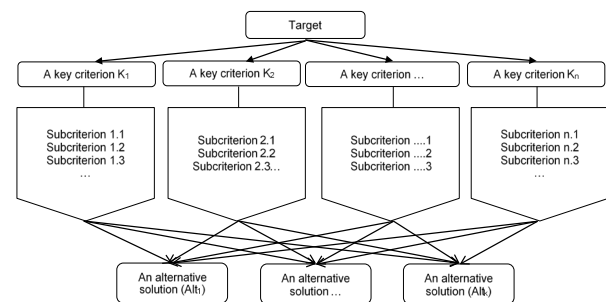 Target
A key criterion K1
A key criterion K2
A key criterion ...
A key criterion Kn
Subcriterion 1.1
Subcriterion 1.2
Subcriterion 1.3
...
Subcriterion 2.1
Subcriterion 2.2
Subcriterion 2.3...
Subcriterion ....1
Subcriterion ....2
Subcriterion ....3
Subcriterion n.1
Subcriterion n.2
Subcriterion n.3
...
An alternative
solution (Alt1)
An alternative
solution ...
An alternative
solution (Altk)